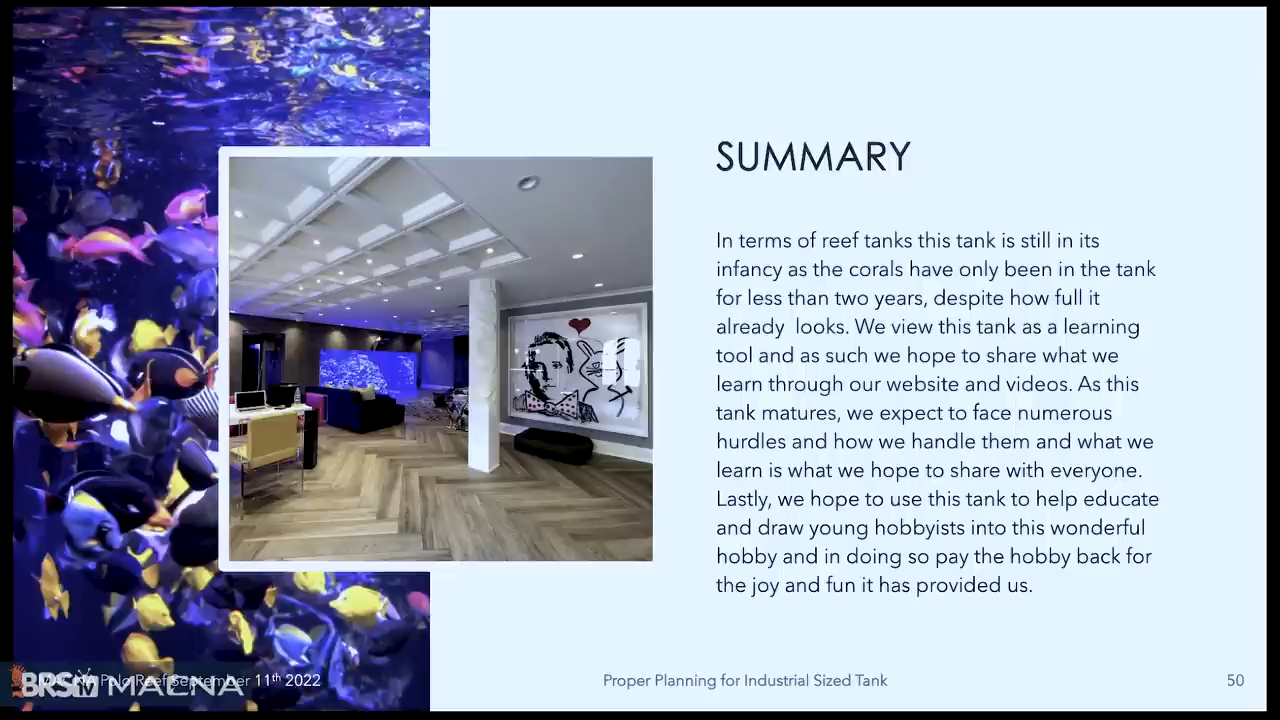 SUMMARY
In terms of reef tanks this tank is still in its
infancy as the corals have only been in the tank
for less than two years, despite how full it
already  looks. We view this tank as a learning
tool and as such we hope to share what we
learn through our website and videos. As this
tank matures, we expect to face numerous
hurdles and how we handle them and what we
learn is what we hope to share with everyone.
Lastly, we hope to use this tank to help educate
and draw young hobbyists into this wonderful
hobby and in doing so pay the hobby back for
the joy and fun it has provided us.
MACNA Polo Reef September 11th 2022
BRStv MACNA
Proper Planning for Industrial Sized Tank
50